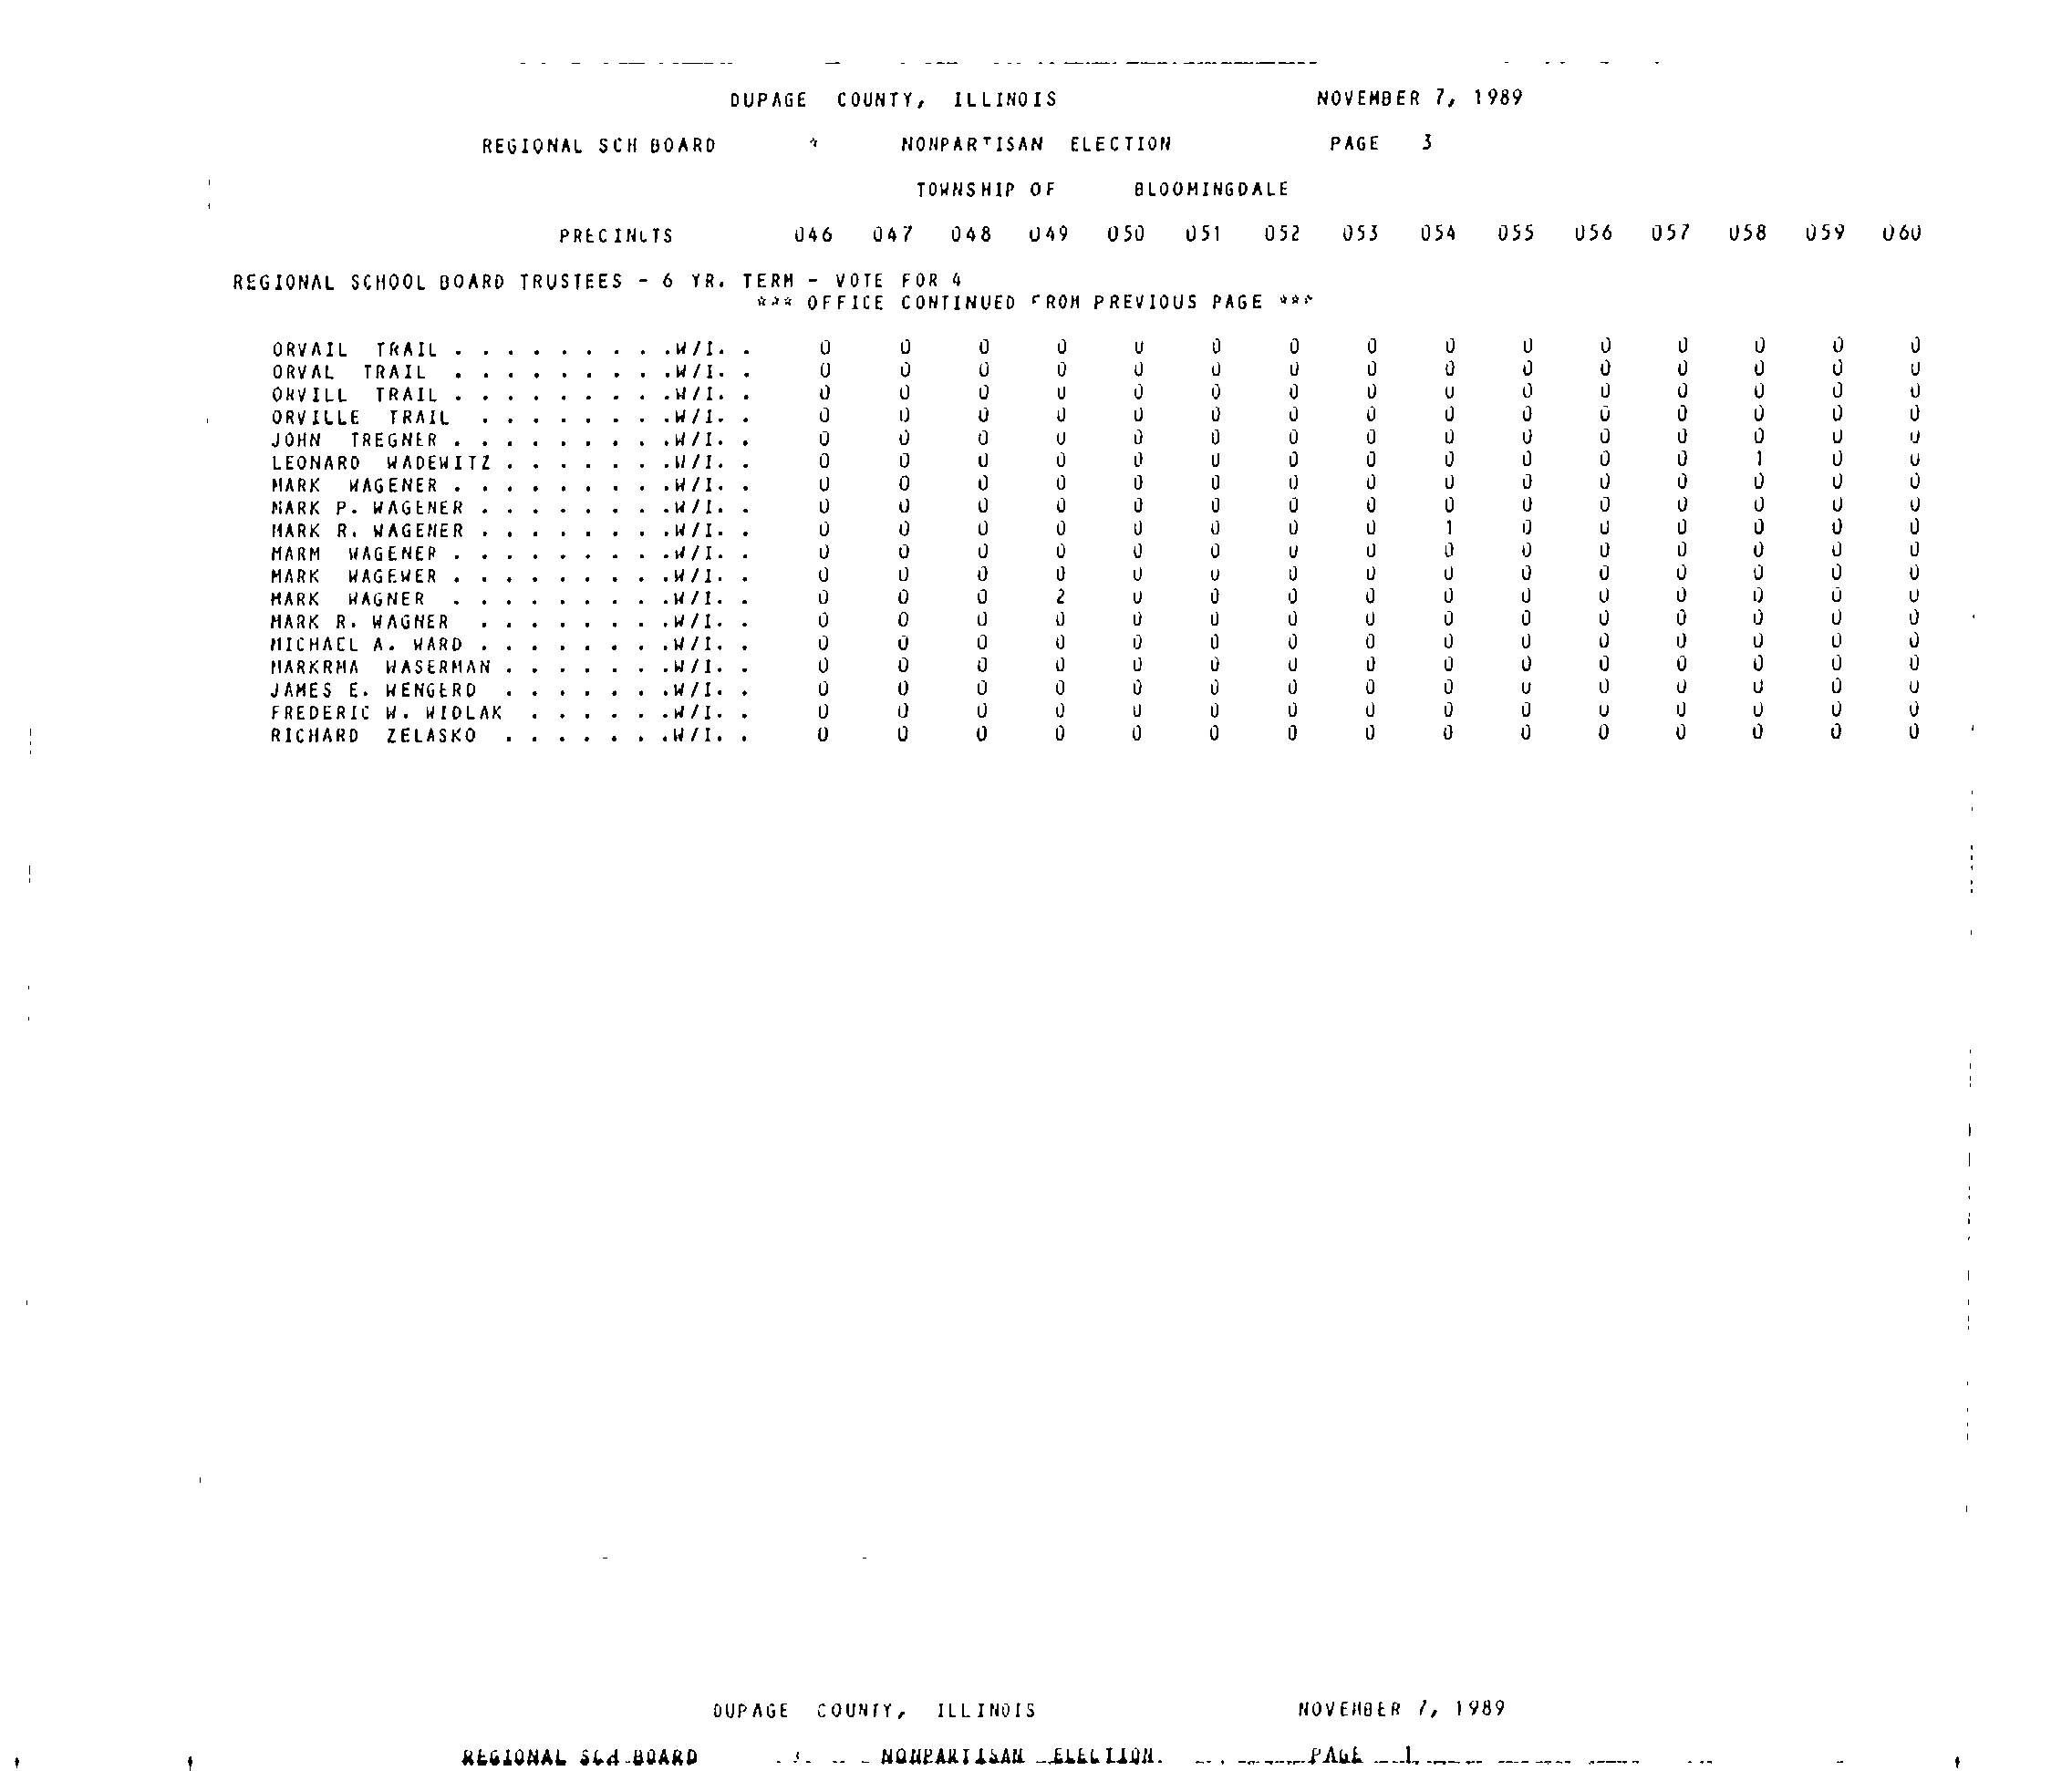 DUPAGE COUNTY, ILLINOIS NOVEMBER 7, 1989
REGIONAL SCH BOARD * NONPARTISAN ELECTION PAGE 3
TOWNSHIP OF BLOOMINGDALE
PRECINCTS 046 047 048 049 050 051 052 053 054 055 056 057 058 059 060
REGIONAL SCHOOL BOARD TRUSTEES - 6 YR. TERM - VOTE FOR 4
*** OFFICE CONTINUED FROM PREVIOUS PAGE ***
ORVAIL TRAIL . . . . . . . . .W/I. . 0 0 0 0 0 0 0 0 0 0 0 0 0 0 0
ORVAL TRAIL . . . . . . . . .W/I. . 0 0 0 0 0 0 0 0 0 0 0 0 0 0 0
ORVILL TRAIL . . . . . . . . .W/I. . 0 0 0 0 0 0 0 0 0 0 0 0 0 0 0
ORVILLE TRAIL . . . . . . . .W/I. . 0 0 0 0 0 0 0 0 0 0 0 0 0 0 0
JOHN TREGNER . . . . . . . . .W/I. . 0 0 0 0 0 0 0 0 0 0 0 0 0 0 0
LEONARD WADEWITZ . . . . . . .W/I. . 0 0 0 0 0 0 0 0 0 0 0 0 1 0 0
MARK WAGENER . . . . . . . . .W/I. . 0 0 0 0 0 0 0 0 0 0 0 0 0 0 0
MARK P. WAGENER . . . . . . . .W/I. . 0 0 0 0 0 0 0 0 0 0 0 0 0 0 0
MARK R. WAGENER . . . . . . . .W/I. . 0 0 0 0 0 0 0 0 1 0 0 0 0 0 0
MARM WAGENER . . . . . . . . .W/I. . 0 0 0 0 0 0 0 0 0 0 0 0 0 0 0
MARK WAGEWER . . . . . . . . .W/I. . 0 0 0 0 0 0 0 0 0 0 0 0 0 0 0
MARK WAGNER . . . . . . . . .W/I. . 0 0 0 2 0 0 0 0 0 0 0 0 0 0 0
MARK R. WAGNER . . . . . . . .W/I. . 0 0 0 0 0 0 0 0 0 0 0 0 0 0 0
MICHAEL A. WARD . . . . . . . .W/I. . 0 0 0 0 0 0 0 0 0 0 0 0 0 0 0
MARKRMA WASERMAN . . . . . . .W/I. . 0 0 0 0 0 0 0 0 0 0 0 0 0 0 0
JAMES E. WENGERD . . . . . . .W/I. . 0 0 0 0 0 0 0 0 0 0 0 0 0 0 0
FREDERIC W. WIDLAK . . . . . .W/I. . 0 0 0 0 0 0 0 0 0 0 0 0 0 0 0
RICHARD ZELASKO . . . . . . .W/I. . 0 0 0 0 0 0 0 0 0 0 0 0 0 0 0
DUPAGE COUNTY, ILLINOIS NOVEMBER 7, 1989
REGIONAL SCH BOARD NONPARTISAN ELECTION PAGE 1